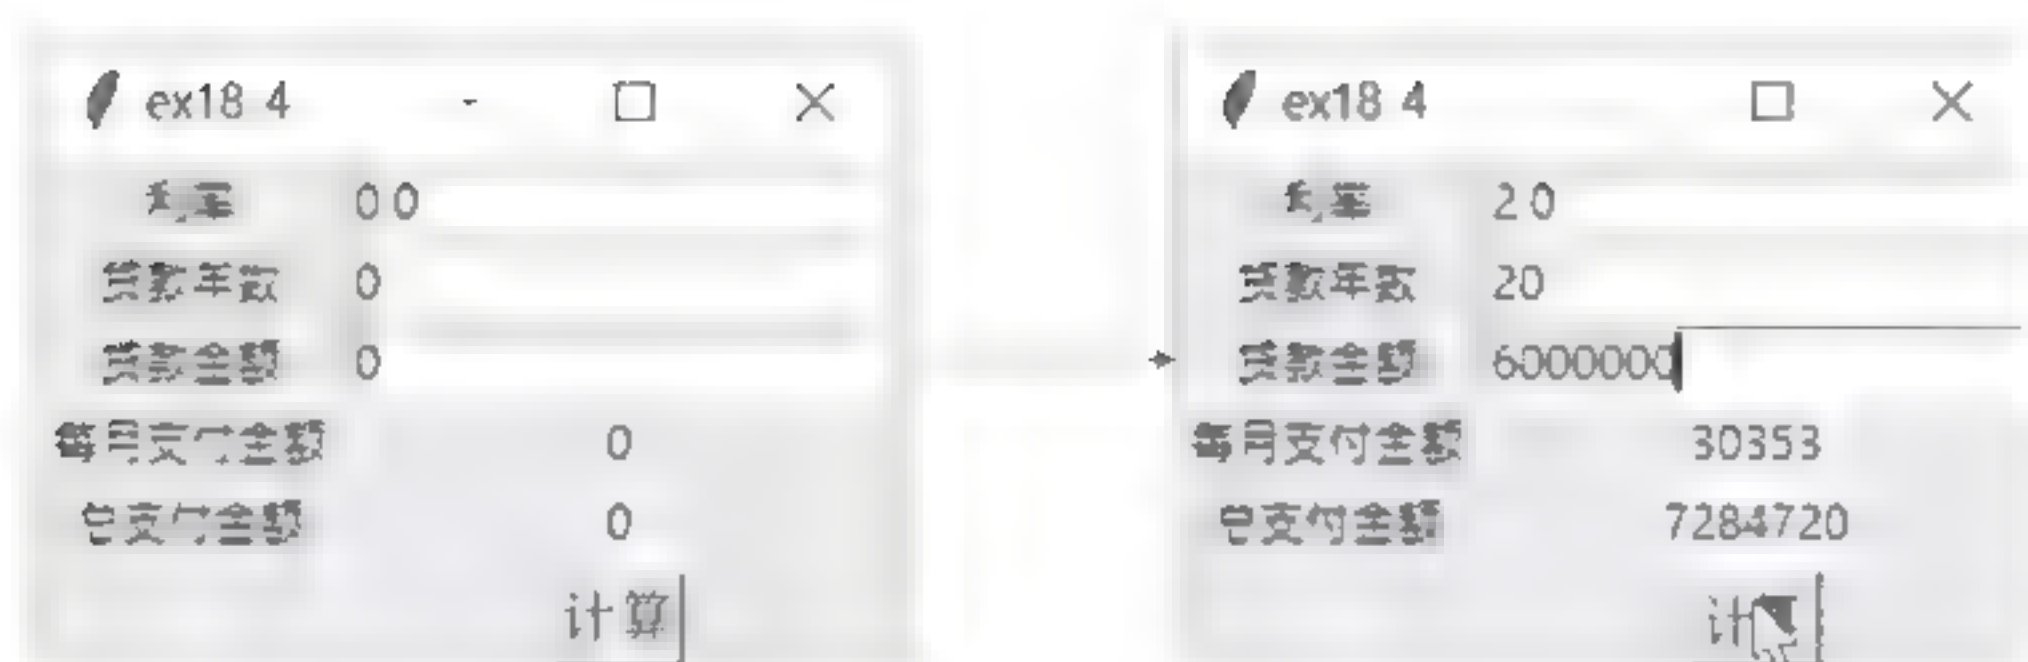 ex18 4
利率 0 0
贷款年数 0
贷款金额 0
每月支付金额 0
总支付金额 0
计算
ex18 4
利率 2 0
贷款年数 20
贷款金额 6000000
每月支付金额 30353
总支付金额 7284720
计